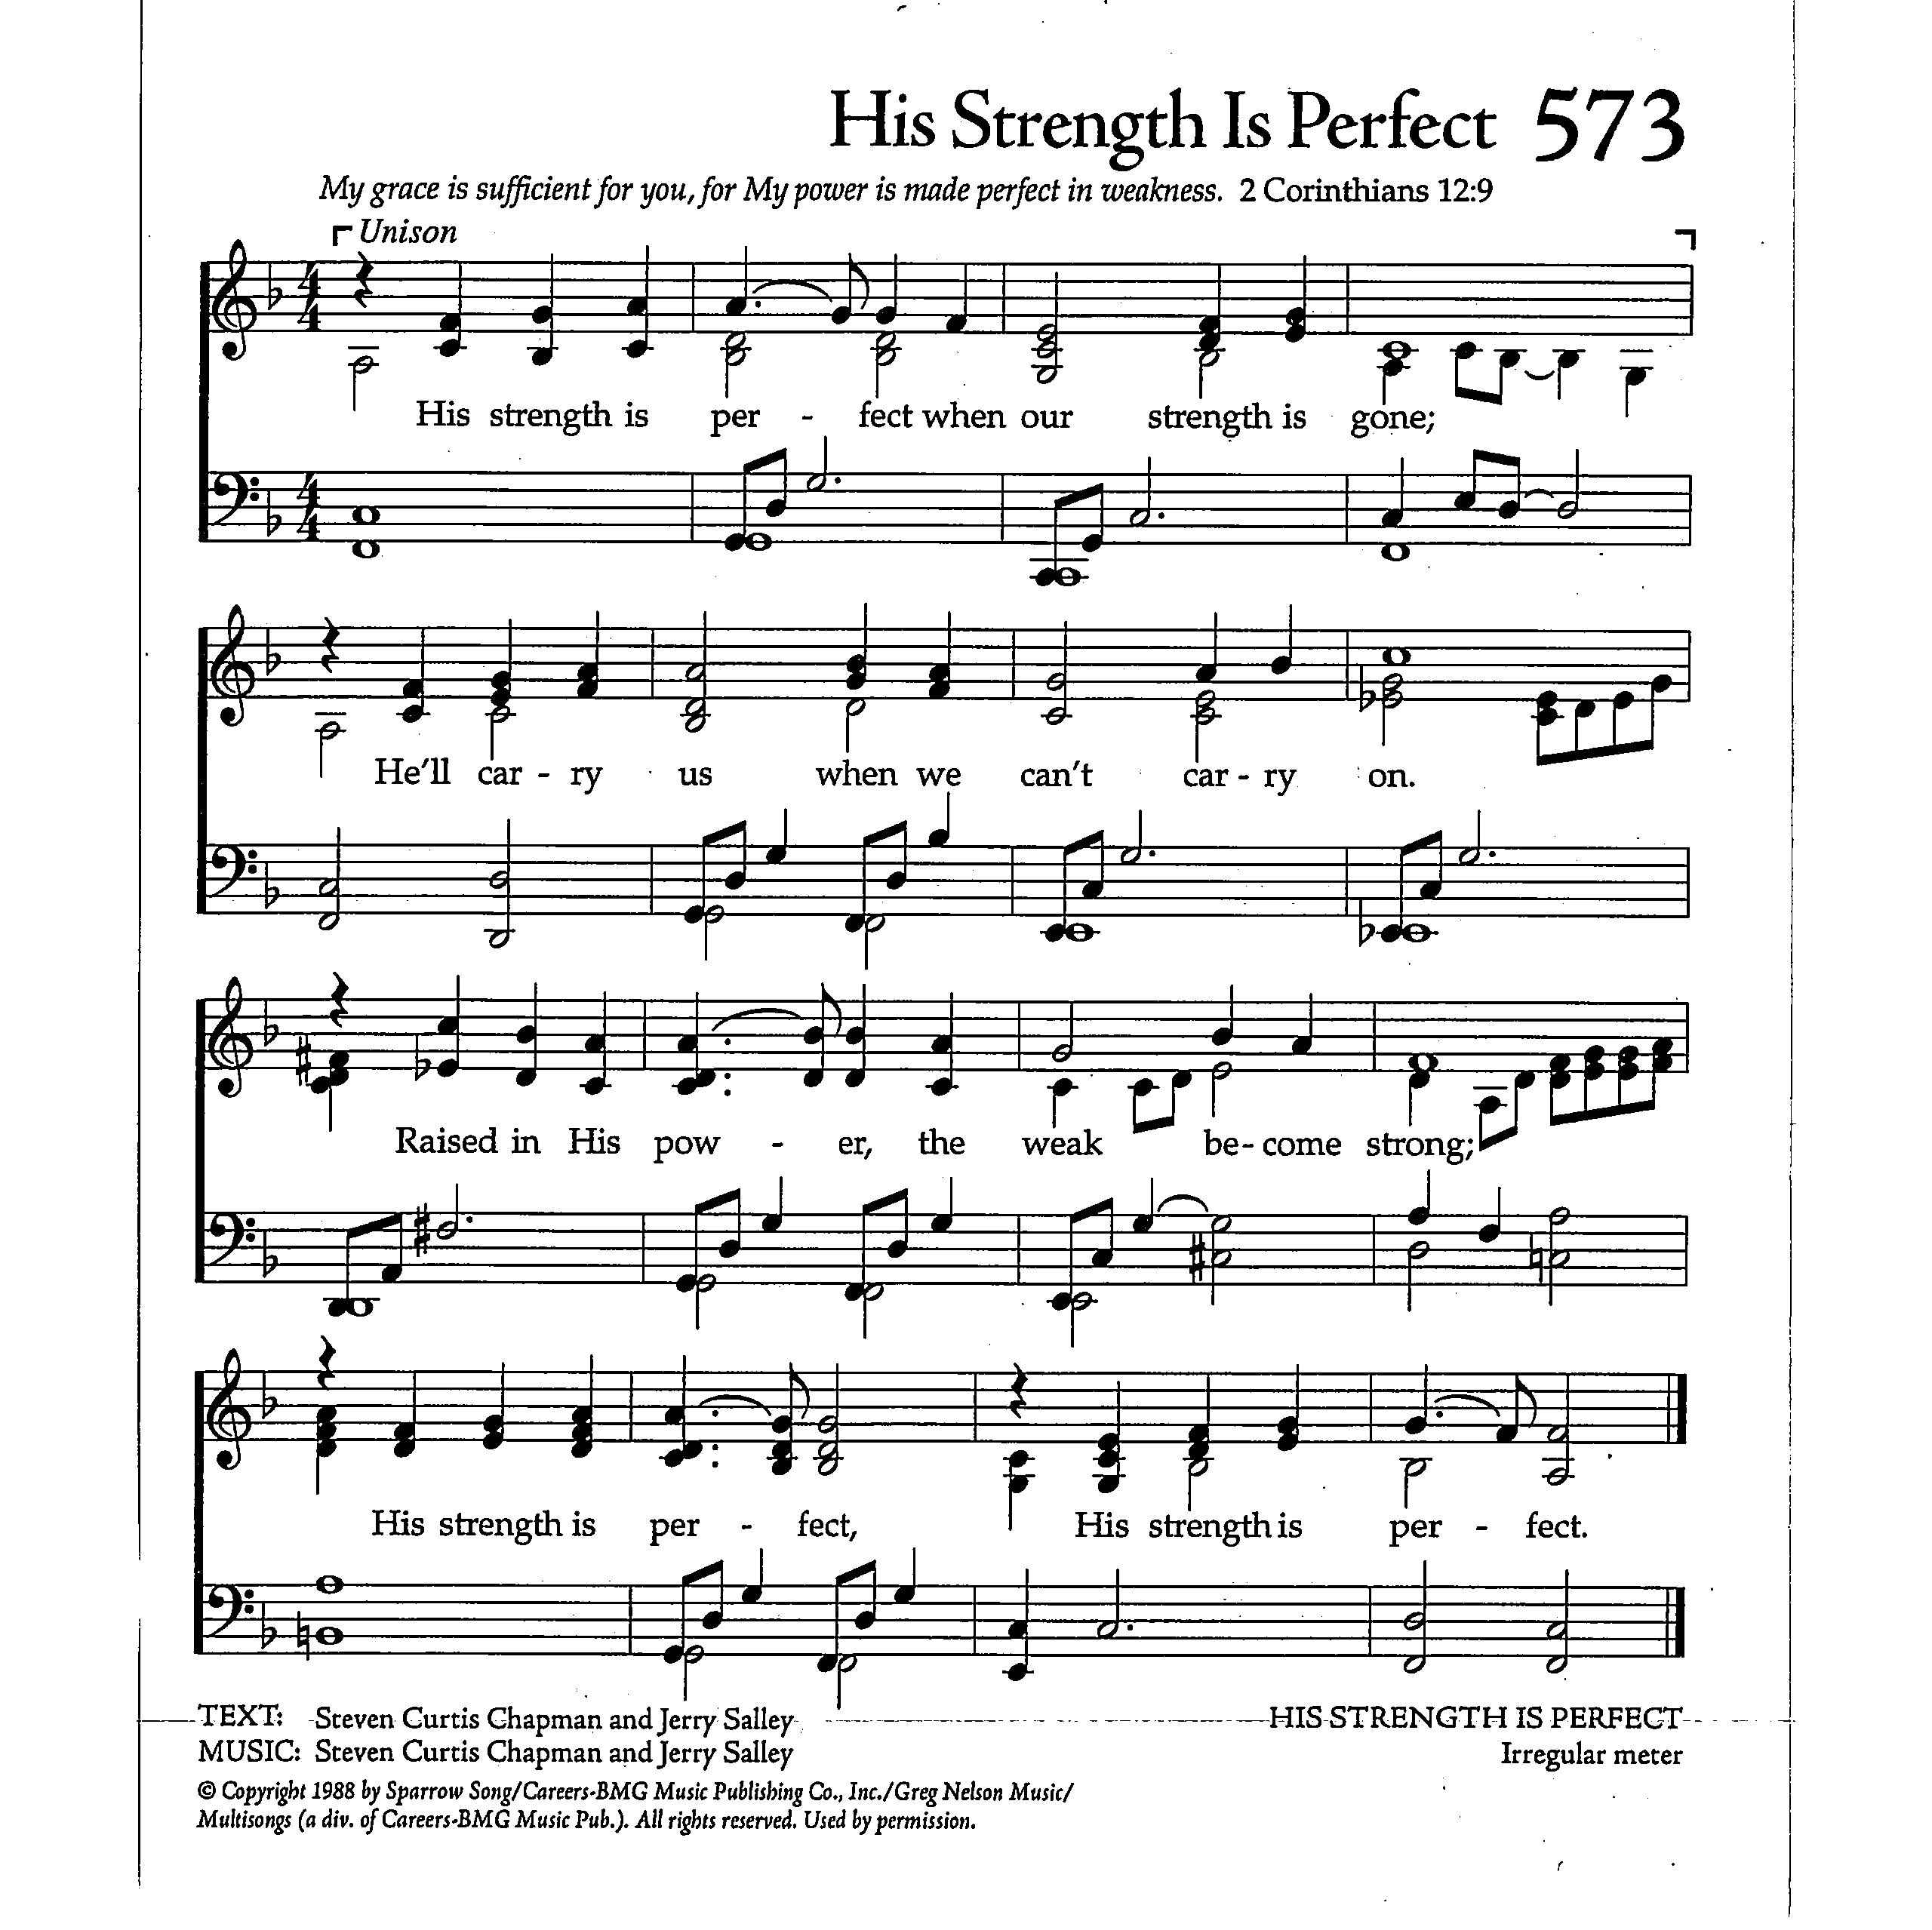 His Strength Is Perfect 573
My grace is sufficient for you, for My power is made perfect in weakness. 2 Corinthians 12:9
Unison
4 4
His strength is per - fect when our strength is gone;
4 4
He'll car - ry us when we can't car - ry on.
Raised in His pow - er, the weak be - come strong;
His strength is per - fect, His strength is per - fect.
TEXT: Steven Curtis Chapman and Jerry Salley HIS STRENGTH IS PERFECT
MUSIC: Steven Curtis Chapman and Jerry Salley Irregular meter
© Copyright 1988 by Sparrow Song/Careers-BMG Music Publishing Co., Inc./Greg Nelson Music/
Multisongs (a div. of Careers-BMG Music Pub.). All rights reserved. Used by permission.